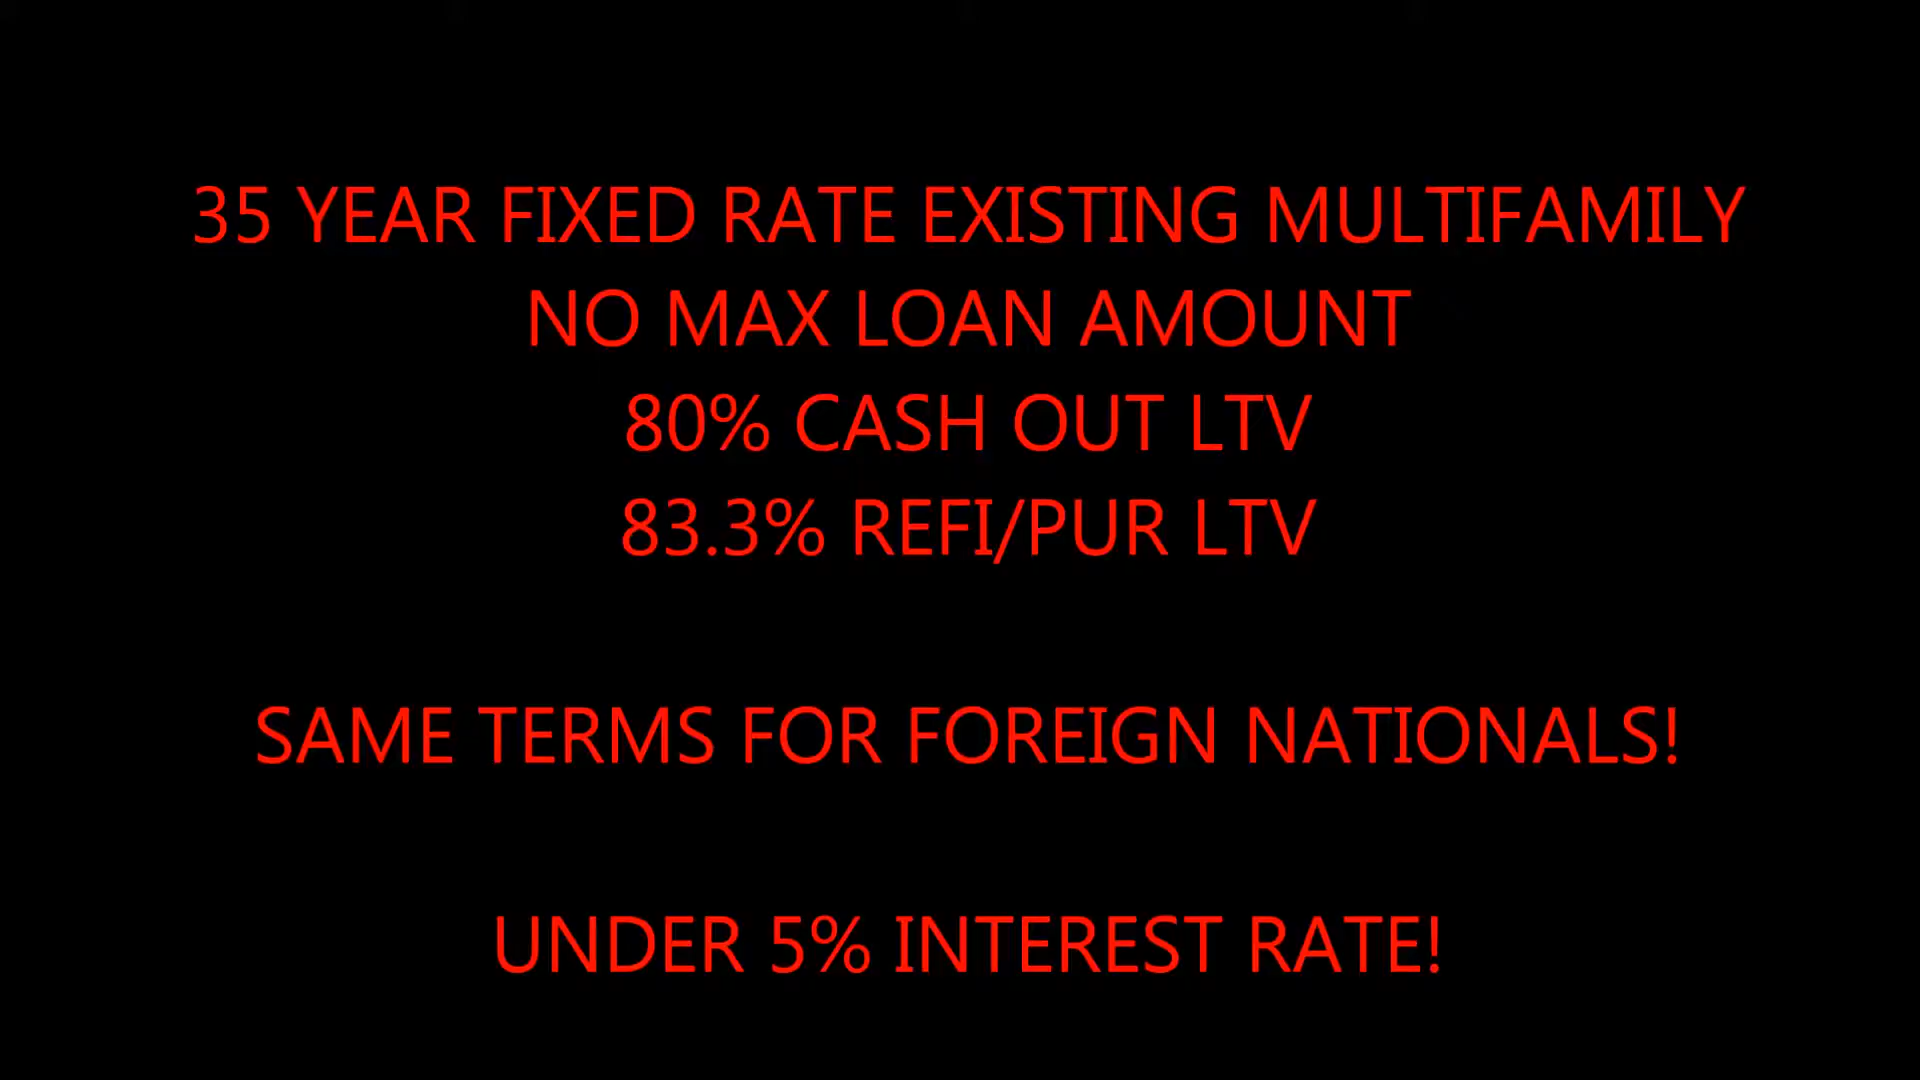 35 YEAR FIXED RATE EXISTING MULTIFAMILY
NO MAX LOAN AMOUNT
80% CASH OUT LTV
83.3% REFI/PUR LTV
SAME TERMS FOR FOREIGN NATIONALS!
UNDER 5% INTEREST RATE!